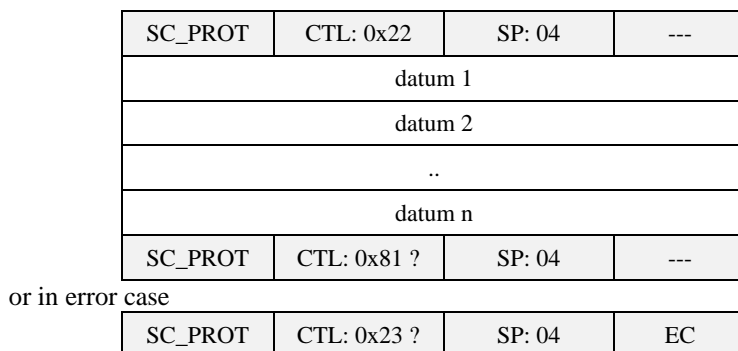 SC_PROT CTL: 0x22 SP: 04 ---
datum 1
datum 2
..
datum n
SC_PROT CTL: 0x81 ? SP: 04 ---
or in error case
SC_PROT CTL: 0x23 ? SP: 04 EC